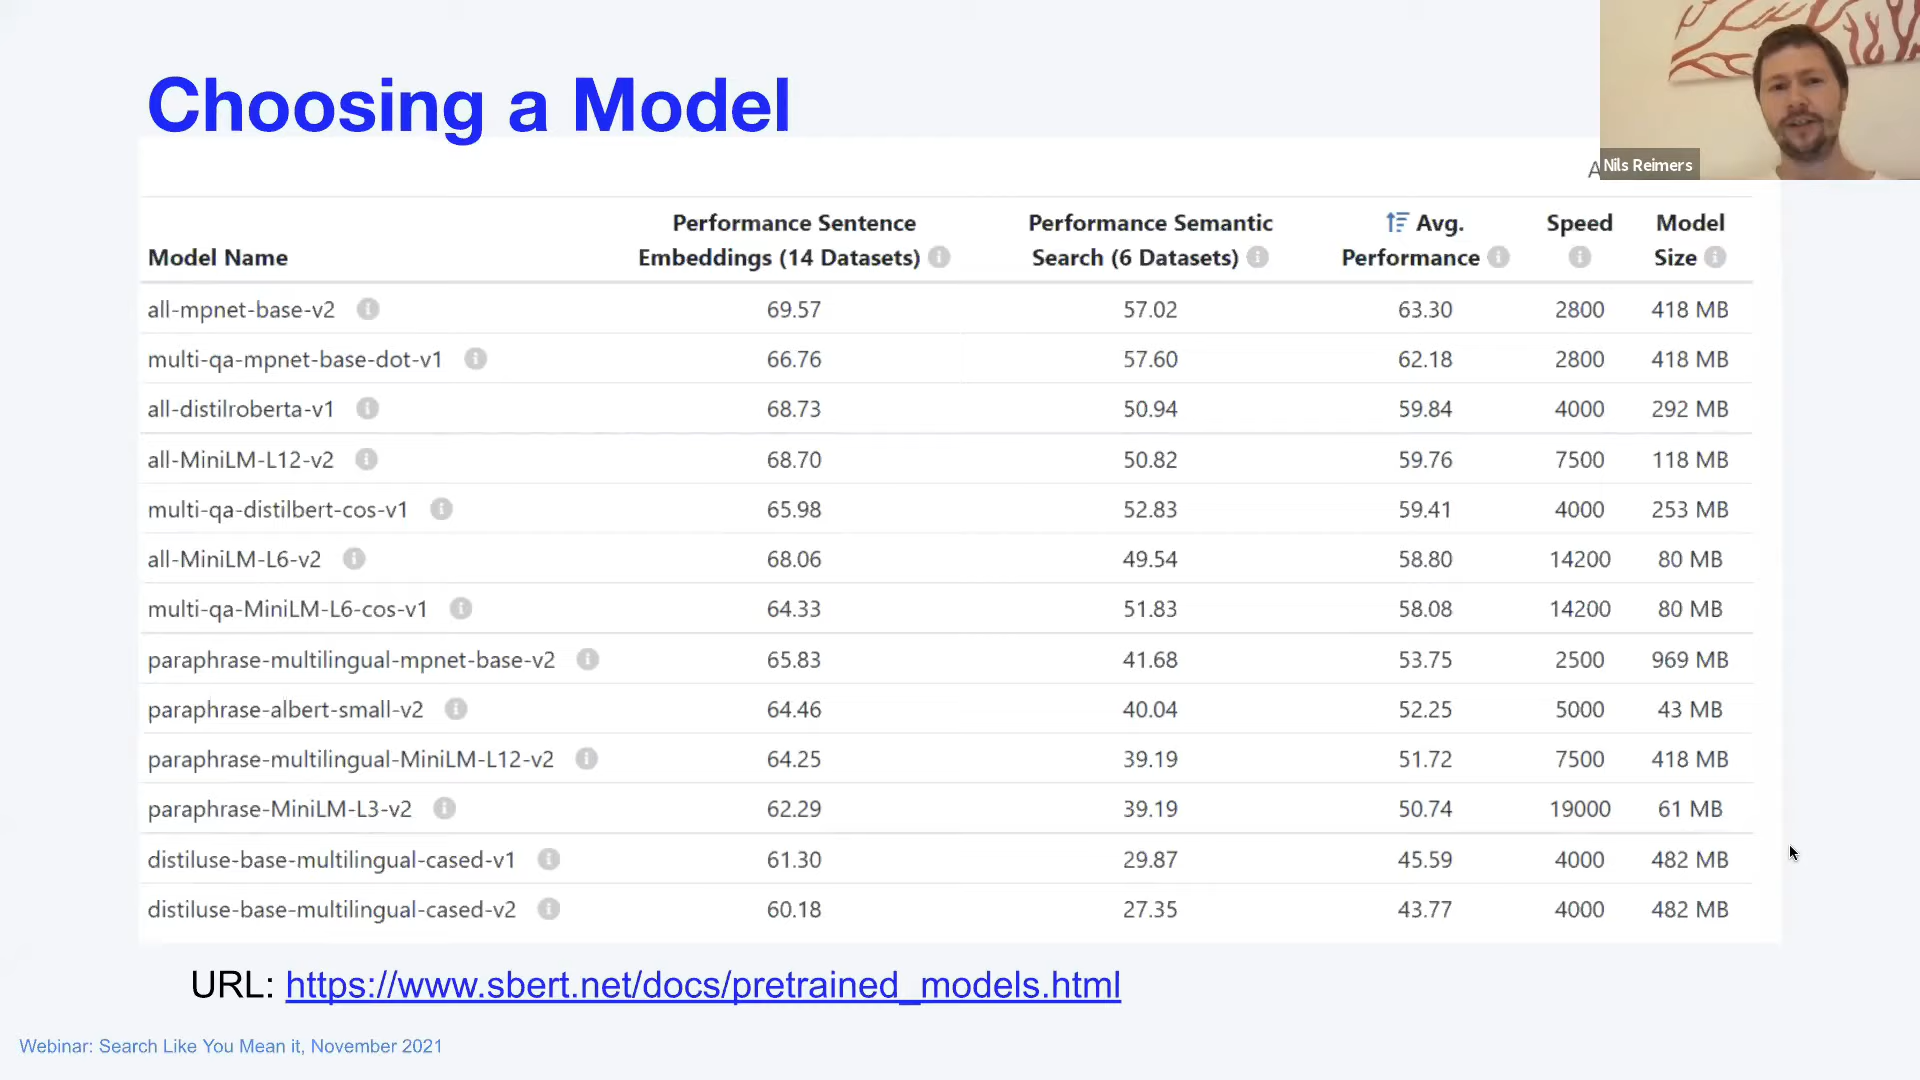 Choosing a Model
A
Nils Reimers
Performance Sentence Performance Semantic Avg. Speed Model
Model Name Embeddings (14 Datasets) Search (6 Datasets) Performance Size
all-mpnet-base-v2 69.57 57.02 63.30 2800 418 MB
multi-qa-mpnet-base-dot-v1 66.76 57.60 62.18 2800 418 MB
all-distilroberta-v1 68.73 50.94 59.84 4000 292 MB
all-MiniLM-L12-v2 68.70 50.82 59.76 7500 118 MB
multi-qa-distilbert-cos-v1 65.98 52.83 59.41 4000 253 MB
all-MiniLM-L6-v2 68.06 49.54 58.80 14200 80 MB
multi-qa-MiniLM-L6-cos-v1 64.33 51.83 58.08 14200 80 MB
paraphrase-multilingual-mpnet-base-v2 65.83 41.68 53.75 2500 969 MB
paraphrase-albert-small-v2 64.46 40.04 52.25 5000 43 MB
paraphrase-multilingual-MiniLM-L12-v2 64.25 39.19 51.72 7500 418 MB
paraphrase-MiniLM-L3-v2 62.29 39.19 50.74 19000 61 MB
distiluse-base-multilingual-cased-v1 61.30 29.87 45.59 4000 482 MB
distiluse-base-multilingual-cased-v2 60.18 27.35 43.77 4000 482 MB
URL: https://www.sbert.net/docs/pretrained_models.html
Webinar: Search Like You Mean it, November 2021